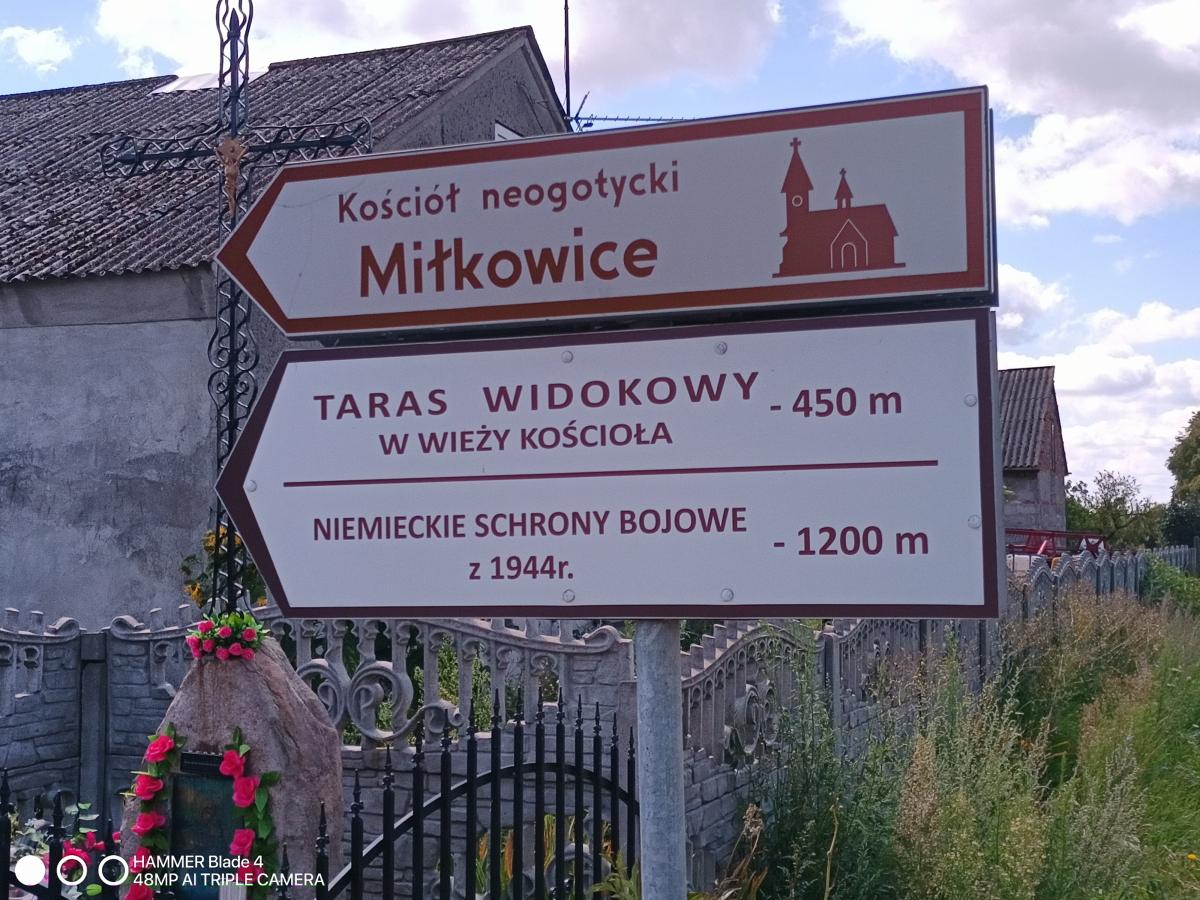 Kościół neogotycki
Miłkowice
TARAS WIDOKOWY - 450 m
W WIEŻY KOŚCIOŁA
NIEMIECKIE SCHRONY BOJOWE - 1200 m
z 1944r.
HAMMER Blade 4
48MP AI TRIPLE CAMERA